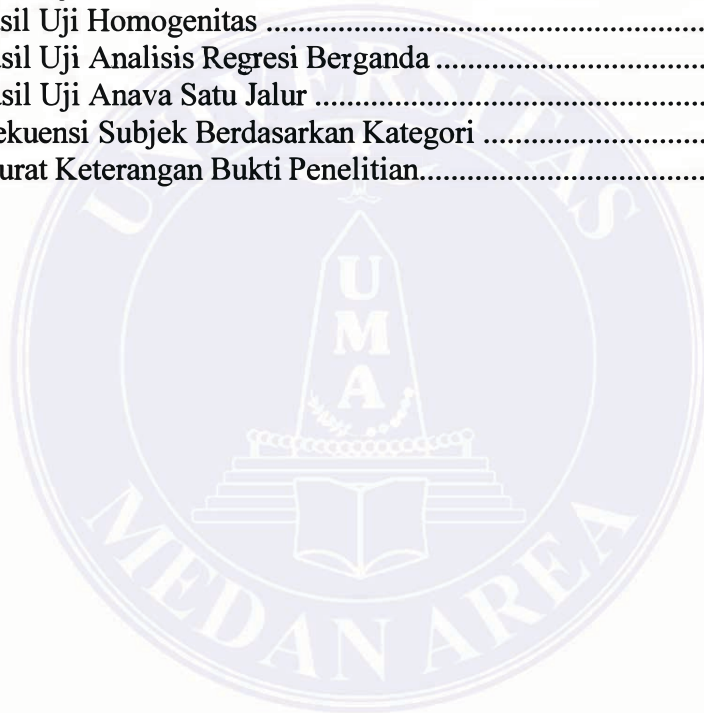 sil Uji Homogenitas ........................................................
sil Uji Analisis Regresi Berganda ..................................
sil Uji Anava Satu Jalur ..................................................
ekuensi Subjek Berdasarkan Kategori ............................
urat Keterangan Bukti Penelitian.....................................
UNIVERSITAS
U
M
A
MEDAN AREA